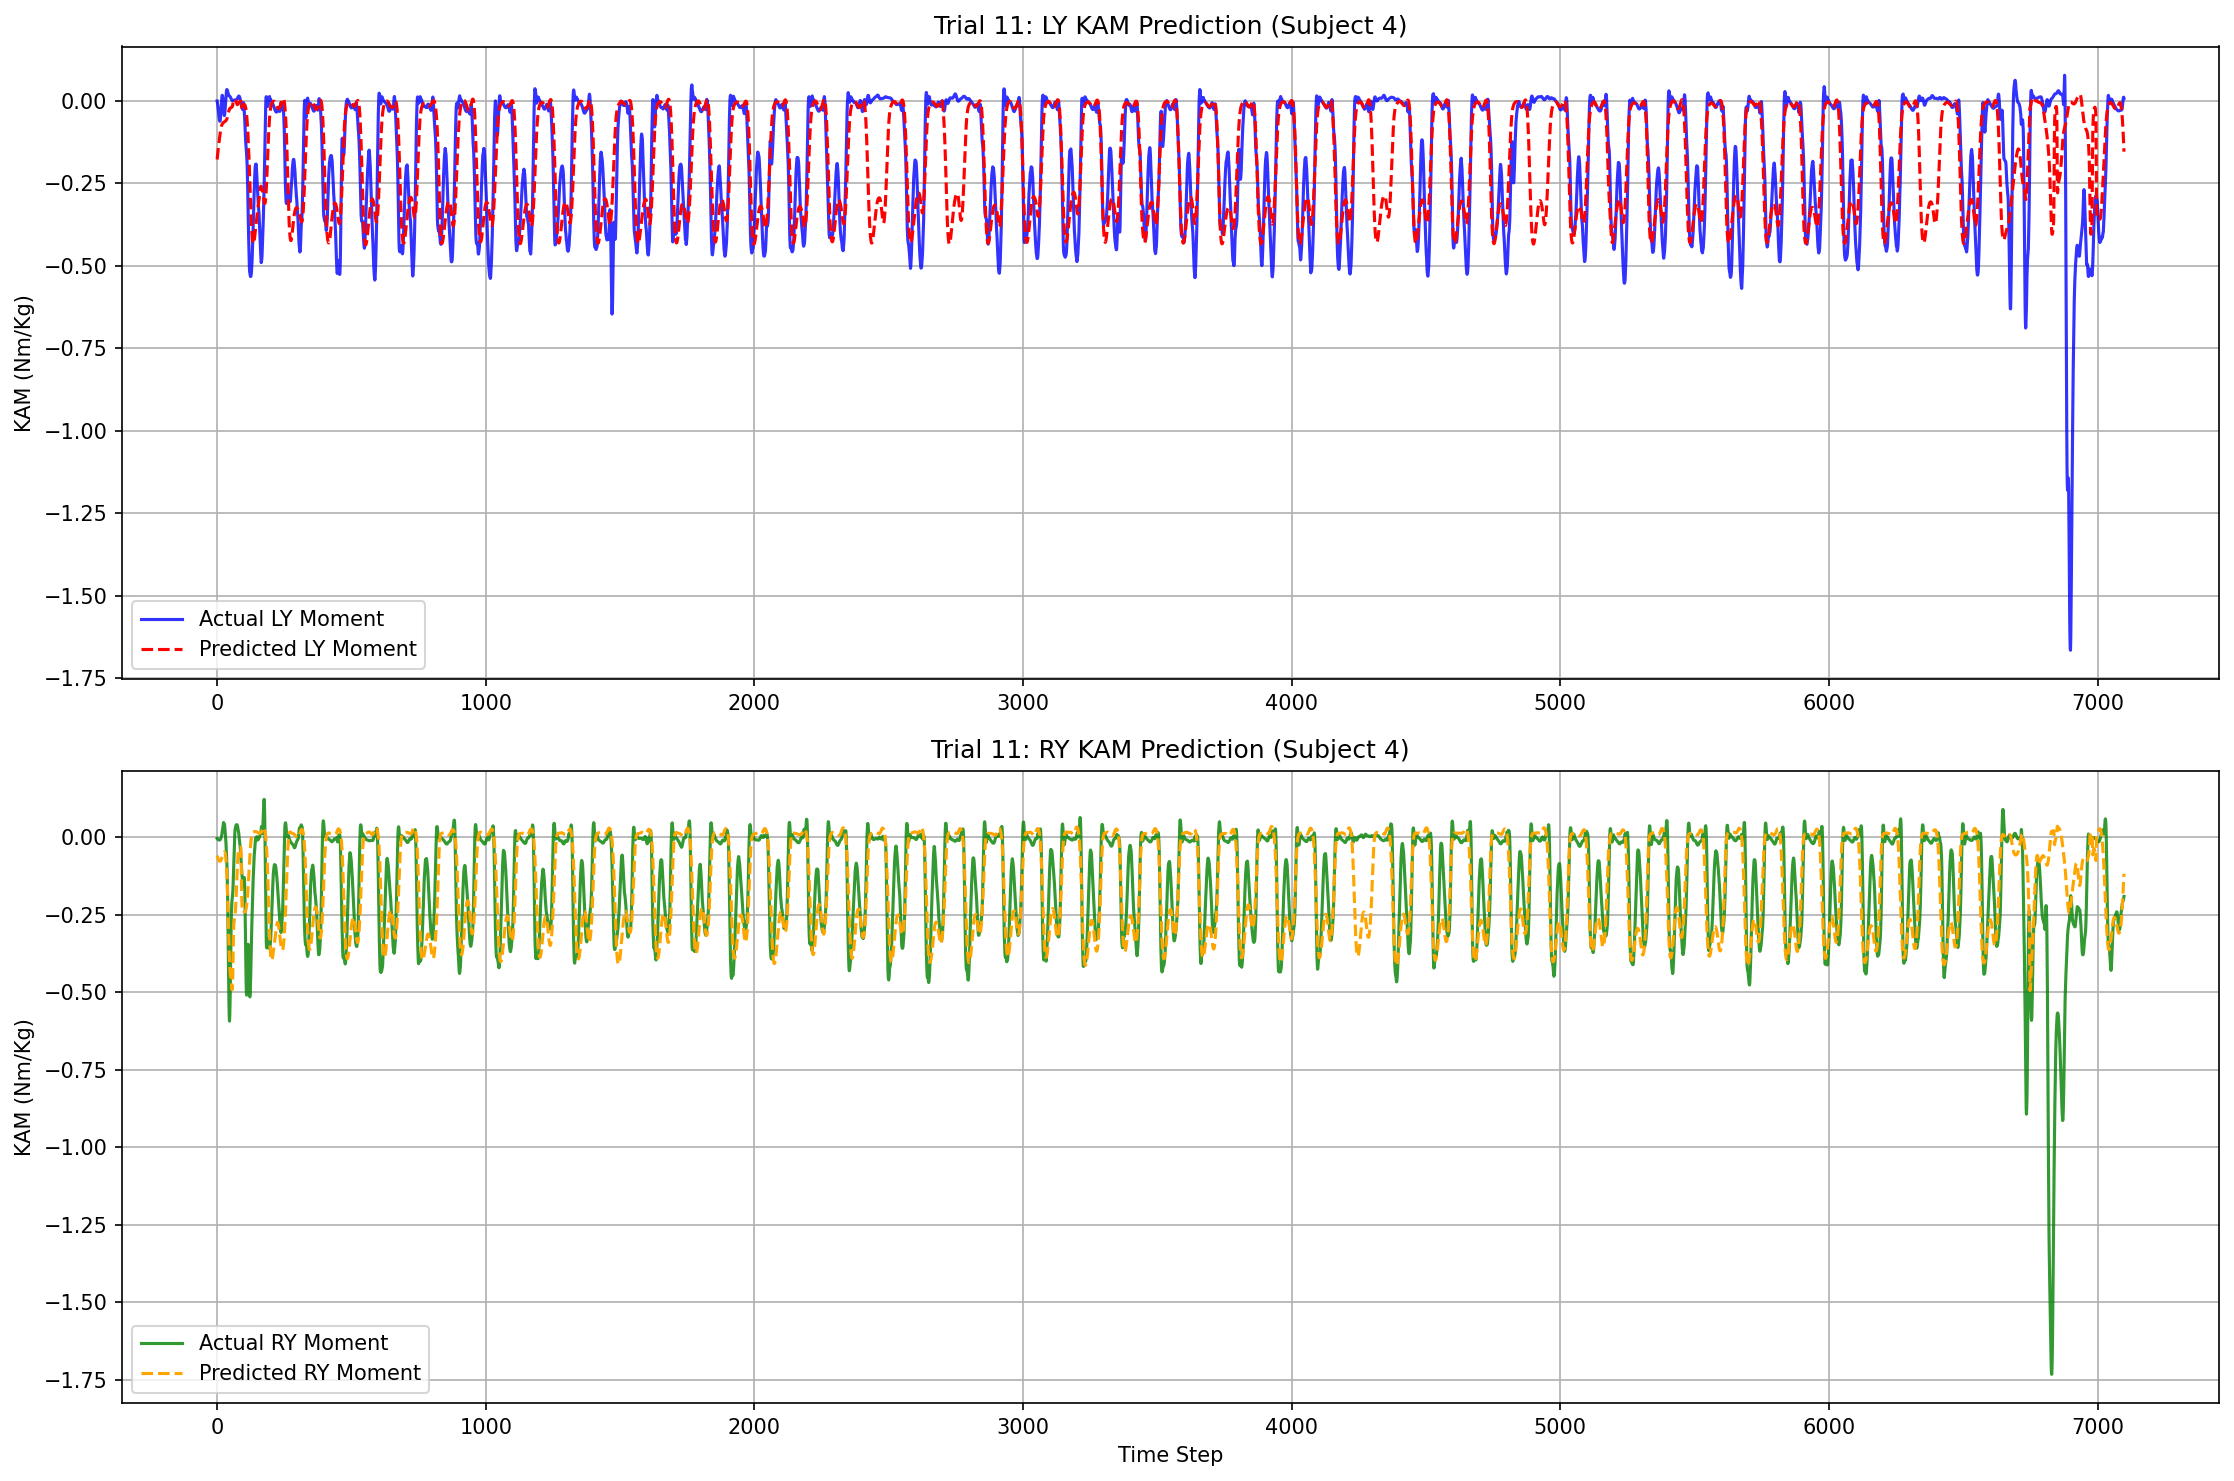 Trial 11: LY KAM Prediction (Subject 4)
KAM (Nm/Kg)
0.00
−0.25
−0.50
−0.75
−1.00
−1.25
−1.50
−1.75
Actual LY Moment
Predicted LY Moment
0 1000 2000 3000 4000 5000 6000 7000
Trial 11: RY KAM Prediction (Subject 4)
KAM (Nm/Kg)
0.00
−0.25
−0.50
−0.75
−1.00
−1.25
−1.50
−1.75
Actual RY Moment
Predicted RY Moment
0 1000 2000 3000 4000 5000 6000 7000
Time Step